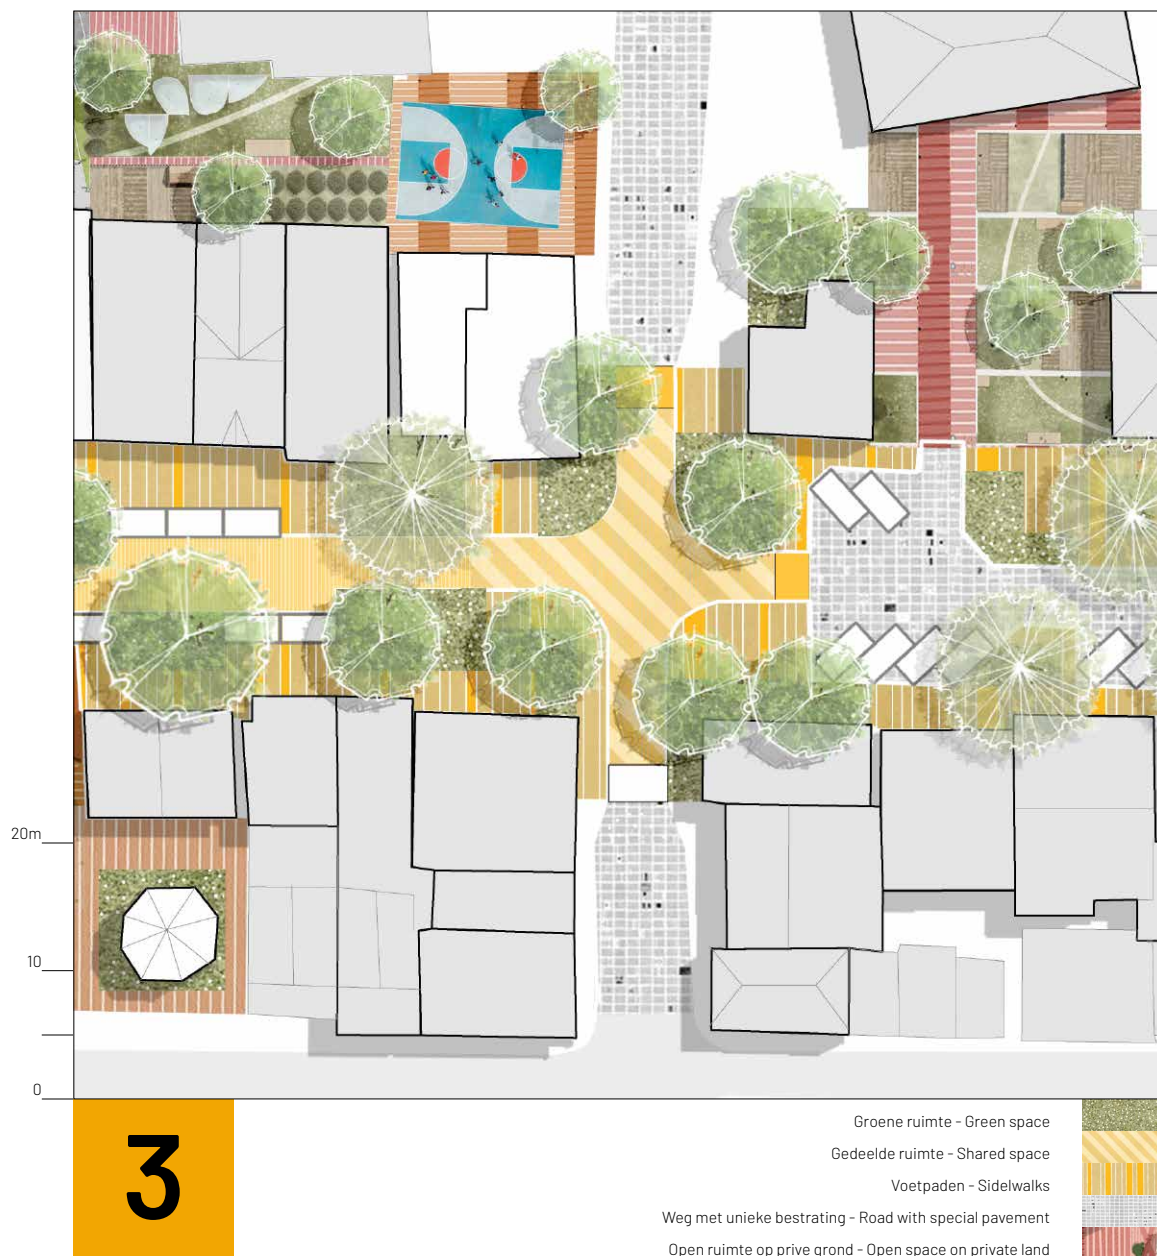 20m
10
0
3
Groene ruimte - Green space
Gedeelde ruimte - Shared space
Voetpaden - Sidelwalks
Weg met unieke bestrating - Road with special pavement
Open ruimte op prive grond - Open space on private land